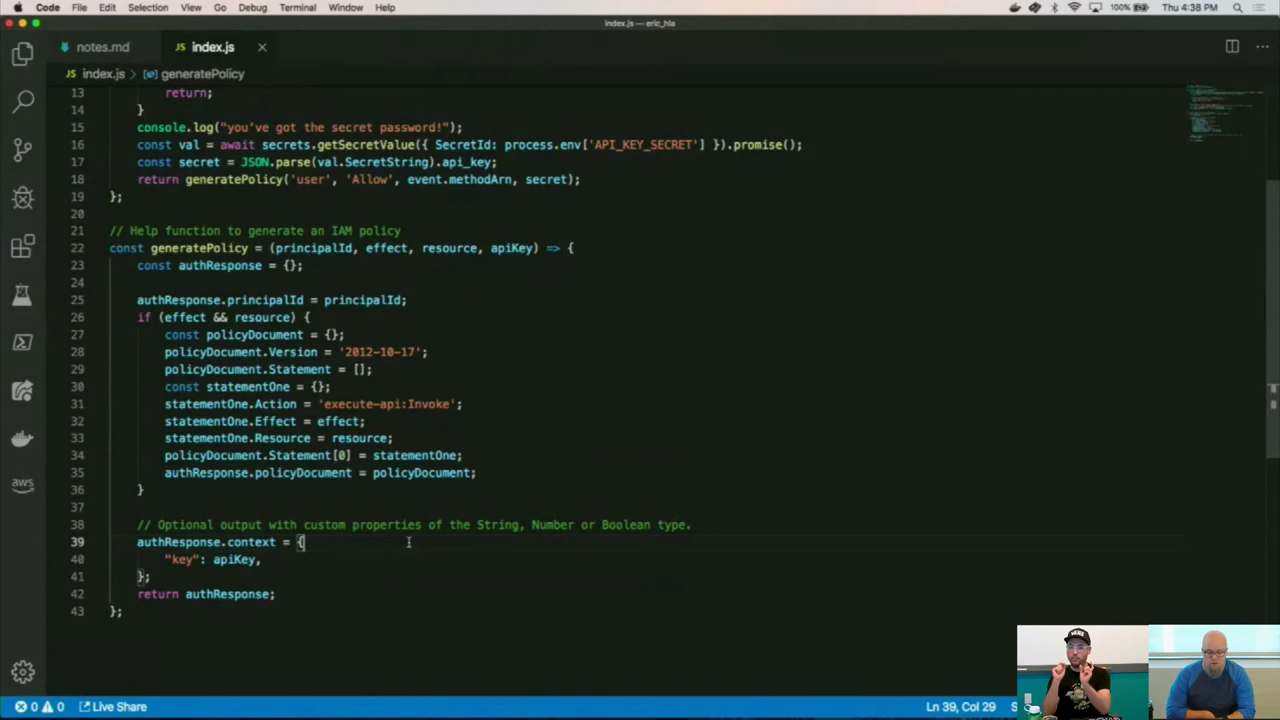 Code File Edit Selection View Go Debug Terminal Window Help 100% Thu 4:38 PM
index.js — eric_hla
notes.md JS index.js
JS index.js > generatePolicy
13 return;
14 }
15 console.log("you've got the secret password!");
16 const val = await secrets.getSecretValue({ SecretId: process.env['API_KEY_SECRET'] }).promise();
17 const secret = JSON.parse(val.SecretString).api_key;
18 return generatePolicy('user', 'Allow', event.methodArn, secret);
19 };
20
21 // Help function to generate an IAM policy
22 const generatePolicy = (principalId, effect, resource, apiKey) => {
23 const authResponse = {};
24
25 authResponse.principalId = principalId;
26 if (effect && resource) {
27 const policyDocument = {};
28 policyDocument.Version = '2012-10-17';
29 policyDocument.Statement = [];
30 const statementOne = {};
31 statementOne.Action = 'execute-api:Invoke';
32 statementOne.Effect = effect;
33 statementOne.Resource = resource;
34 policyDocument.Statement[0] = statementOne;
35 authResponse.policyDocument = policyDocument;
36 }
37
38 // Optional output with custom properties of the String, Number or Boolean type.
39 authResponse.context = {
40 "key": apiKey,
41 };
42 return authResponse;
43 };
aws
0 0 Live Share Ln 39, Col 29